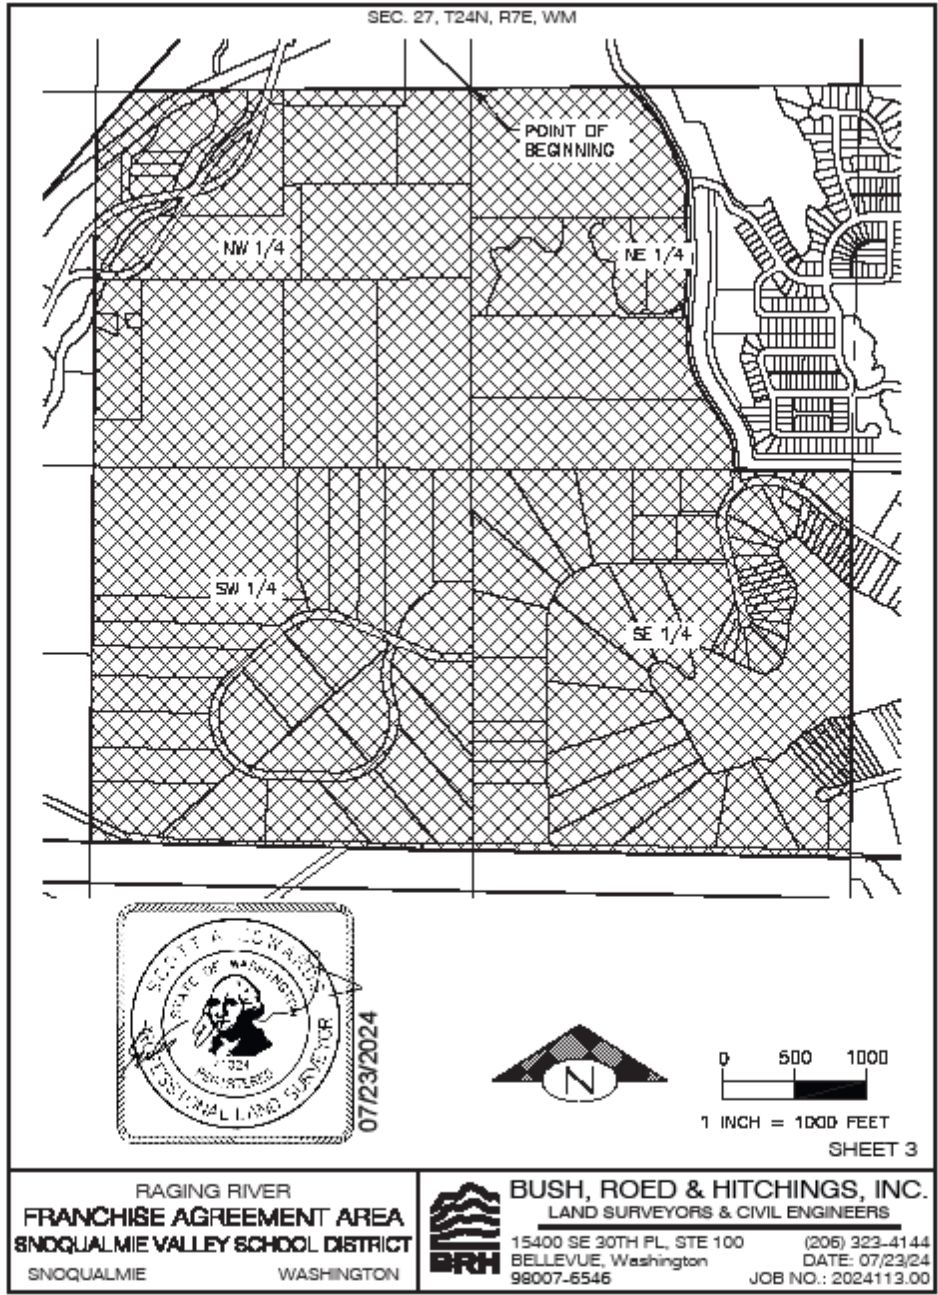 SEC. 27, T24N, R7E, WM
POINT OF
BEGINNING
NW 1/4
NE 1/4
SW 1/4
SE 1/4
SCOTT A. EDWARDS
STATE OF WASHINGTON
REGISTERED
PROFESSIONAL LAND SURVEYOR
07/23/2024
N
0 500 1000
1 INCH = 1000 FEET
SHEET 3
RAGING RIVER
FRANCHISE AGREEMENT AREA
SNOQUALMIE VALLEY SCHOOL DISTRICT
SNOQUALMIE WASHINGTON
BRH
BUSH, ROED & HITCHINGS, INC.
LAND SURVEYORS & CIVIL ENGINEERS
15400 SE 30TH PL, STE 100 (206) 323-4144
BELLEVUE, Washington DATE: 07/23/24
98007-6546 JOB NO.: 2024113.00